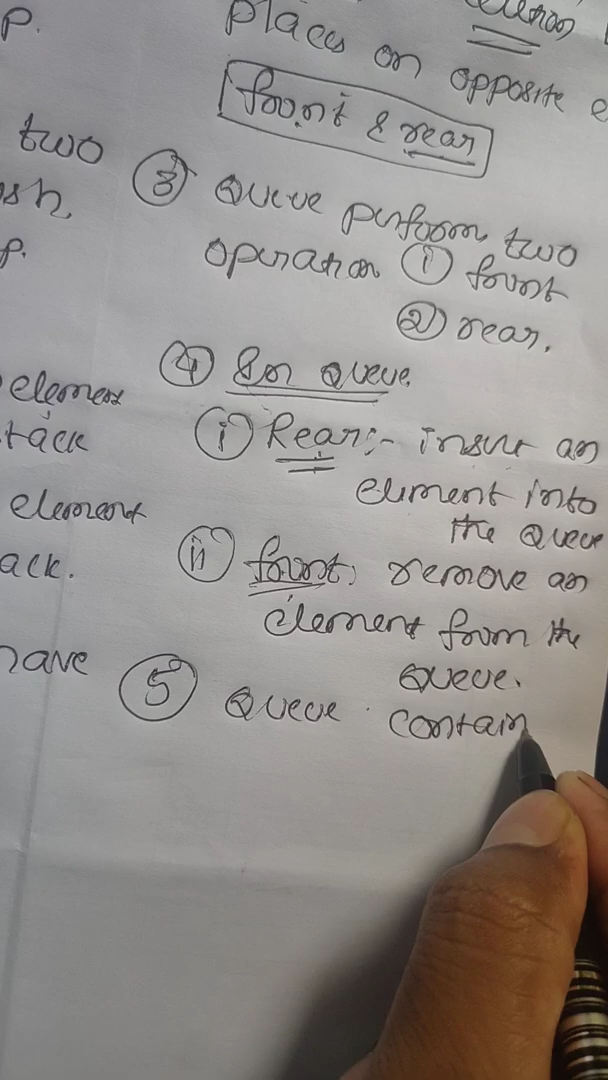 p.
two
sh.
p.
element
tack
element
ack.
have
places on opposite e
front & rear
③ Queue perform two
operation ① front
② rear.
④ In queue.
(i) Rear:- insert an
element into
the Queue
(ii) front: remove an
element from the
Queue.
⑤ Queue contain